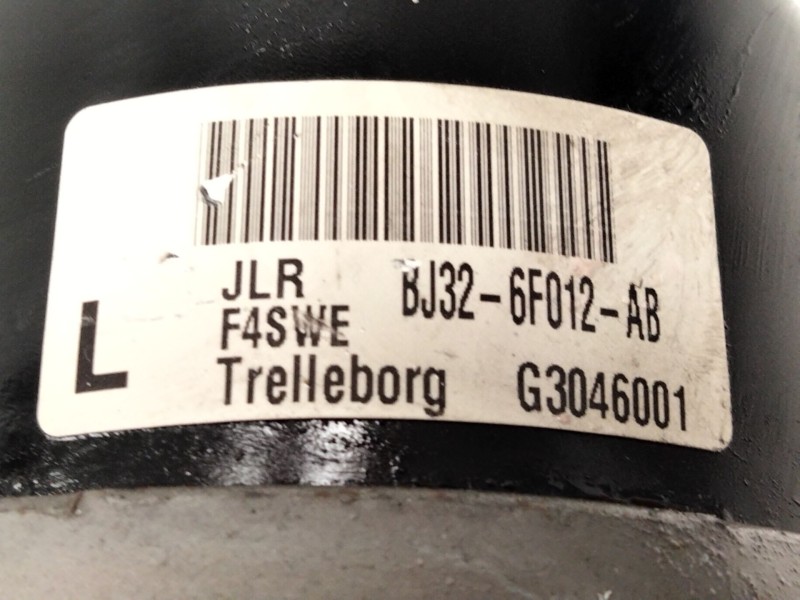 JLR BJ32-6F012-AB
F4SWE
L Trelleborg G3046001